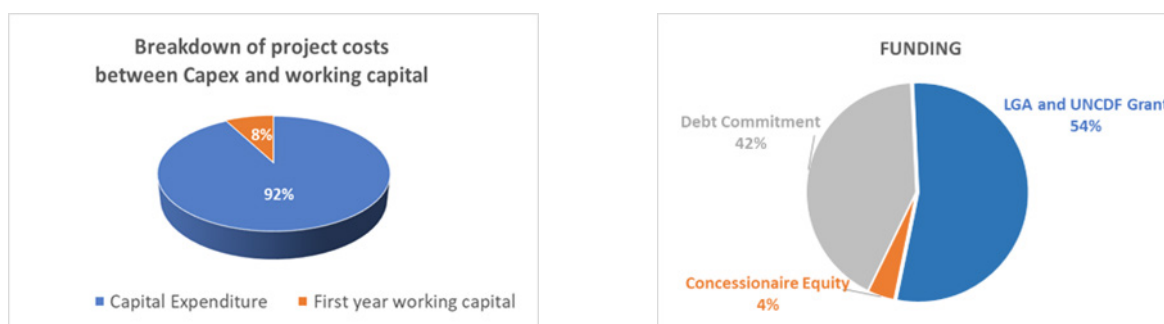 Breakdown of project costs
between Capex and working capital
8%
92%
Capital Expenditure
First year working capital
FUNDING
LGA and UNCDF Grant
54%
Debt Commitment
42%
Concessionaire Equity
4%